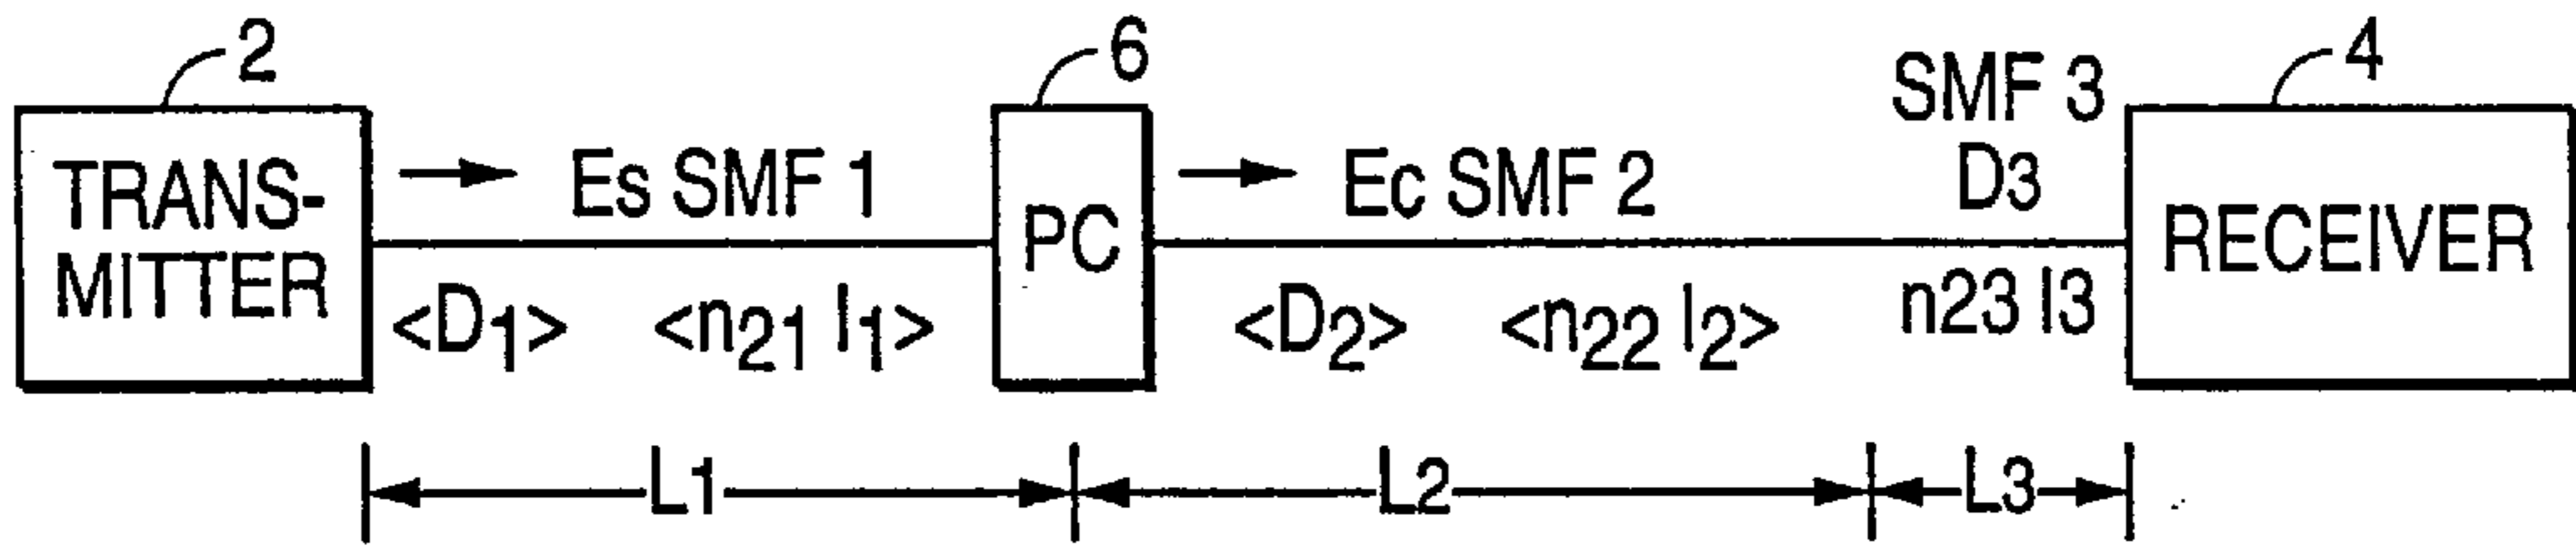 2
6
4
SMF 3
D3
TRANS-
MITTER
Es SMF 1
PC
Ec SMF 2
RECEIVER
<D1>
<n21 I1>
<D2>
<n22 I2>
n23 I3
L1
L2
L3